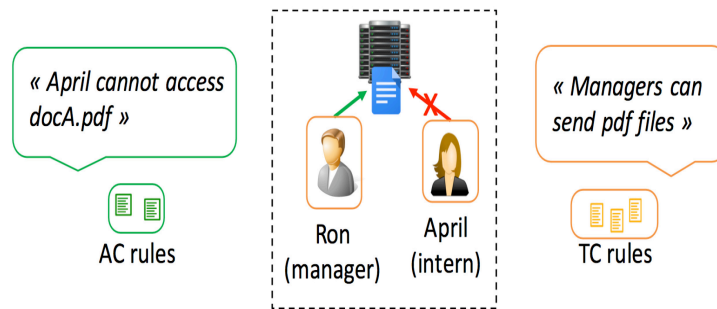 « April cannot access
docA.pdf »
AC rules
Ron
(manager)
April
(intern)
« Managers can
send pdf files »
TC rules